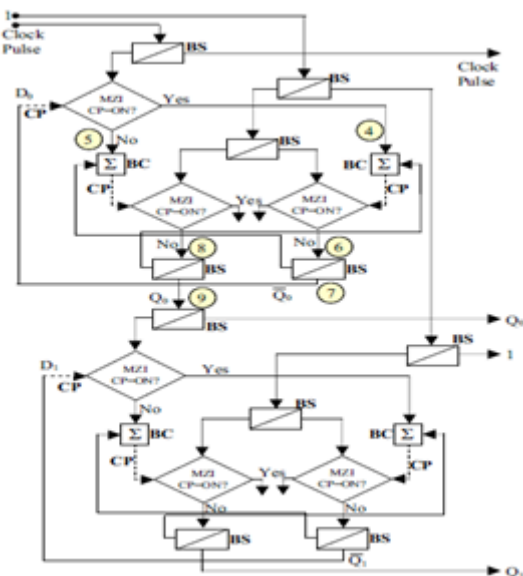 1
Clock
Pulse
BS
Clock
Pulse
BS
D₀
CP
MZI
CP=ON?
Yes
No
5
4
BS
Σ BC
BC Σ
CP
CP
MZI
CP=ON?
Yes
MZI
CP=ON?
No
8
No
6
BS
BS
7
Q₀
9
Q̅₀
BS
Q₀
BS
1
D₁
CP
MZI
CP=ON?
Yes
No
BS
Σ BC
BC Σ
CP
CP
MZI
CP=ON?
Yes
MZI
CP=ON?
No
No
BS
BS
Q̅₁